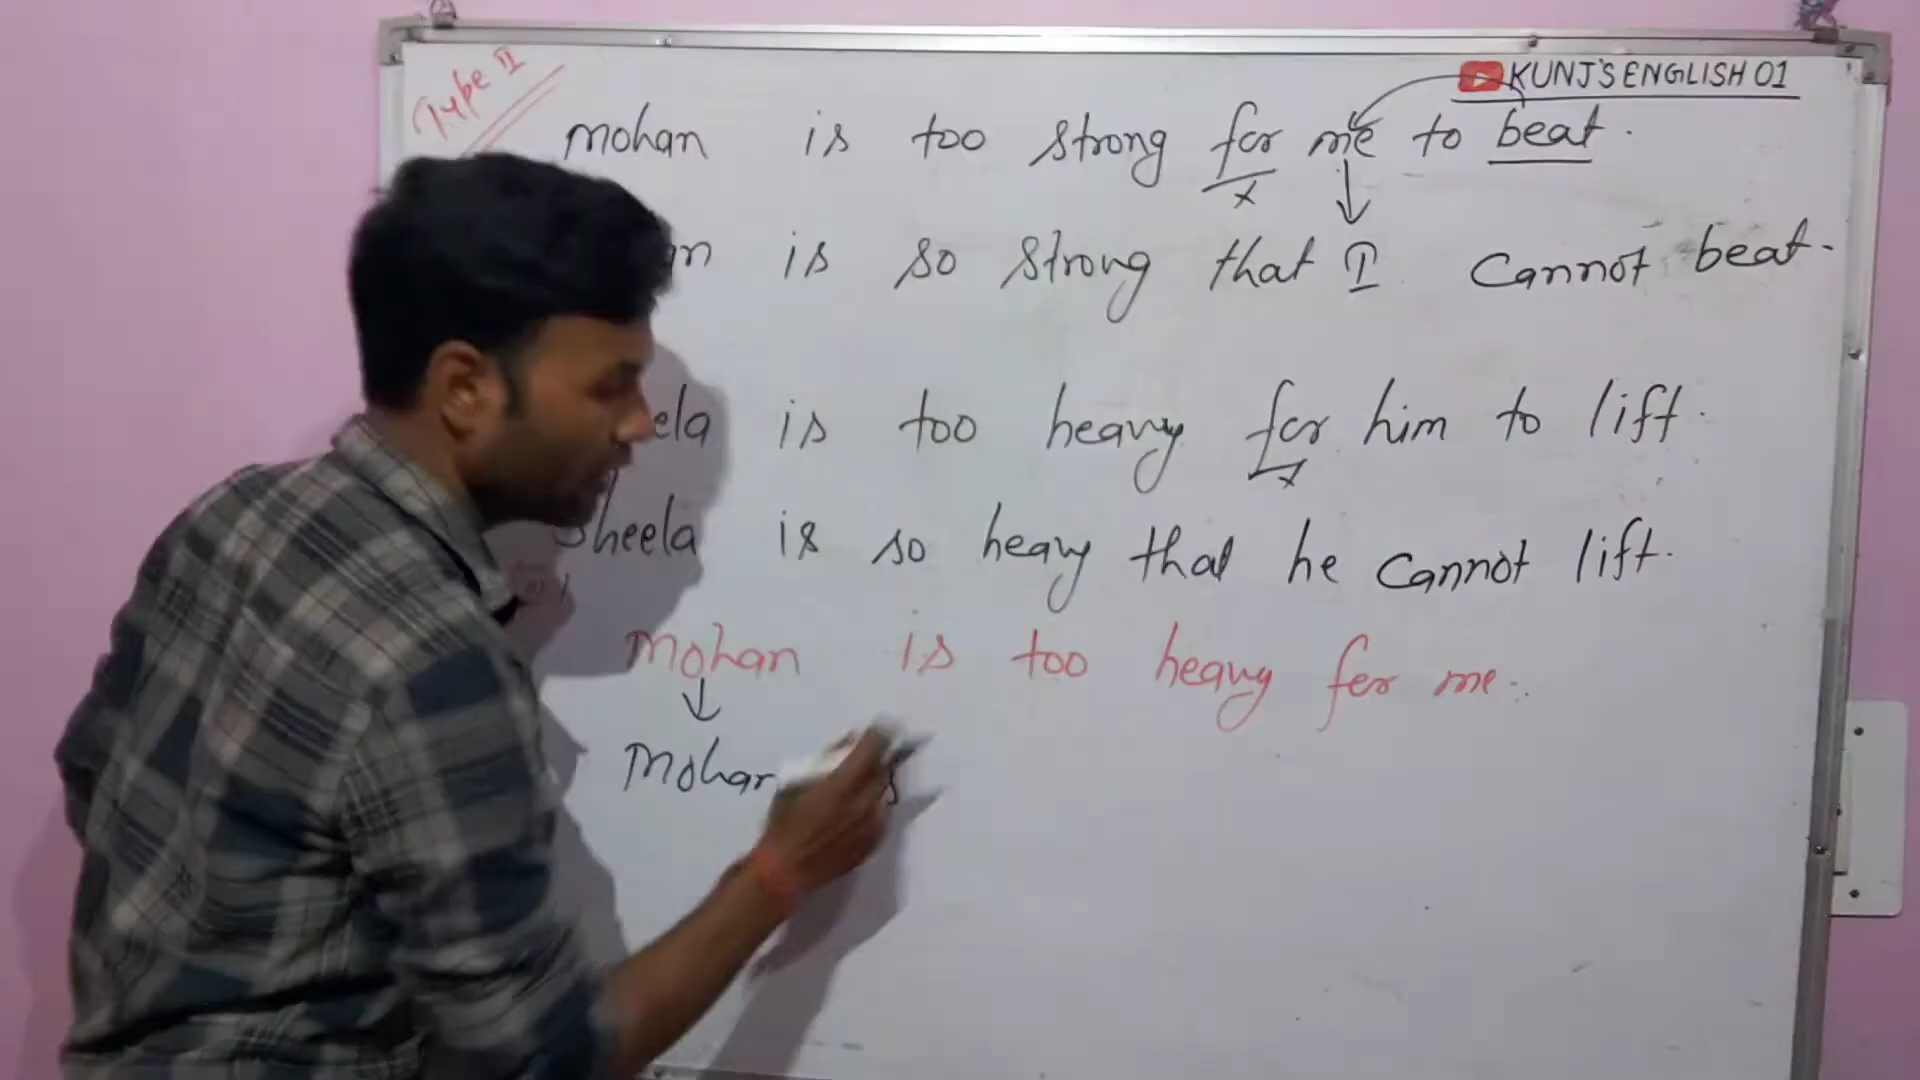 Type II
KUNJ'S ENGLISH 01
Mohan is too strong for me to beat.
is so strong that I cannot beat.
is too heavy for him to lift.
Sheela is so heavy that he cannot lift.
Mohan is too heavy for me.
Mohan